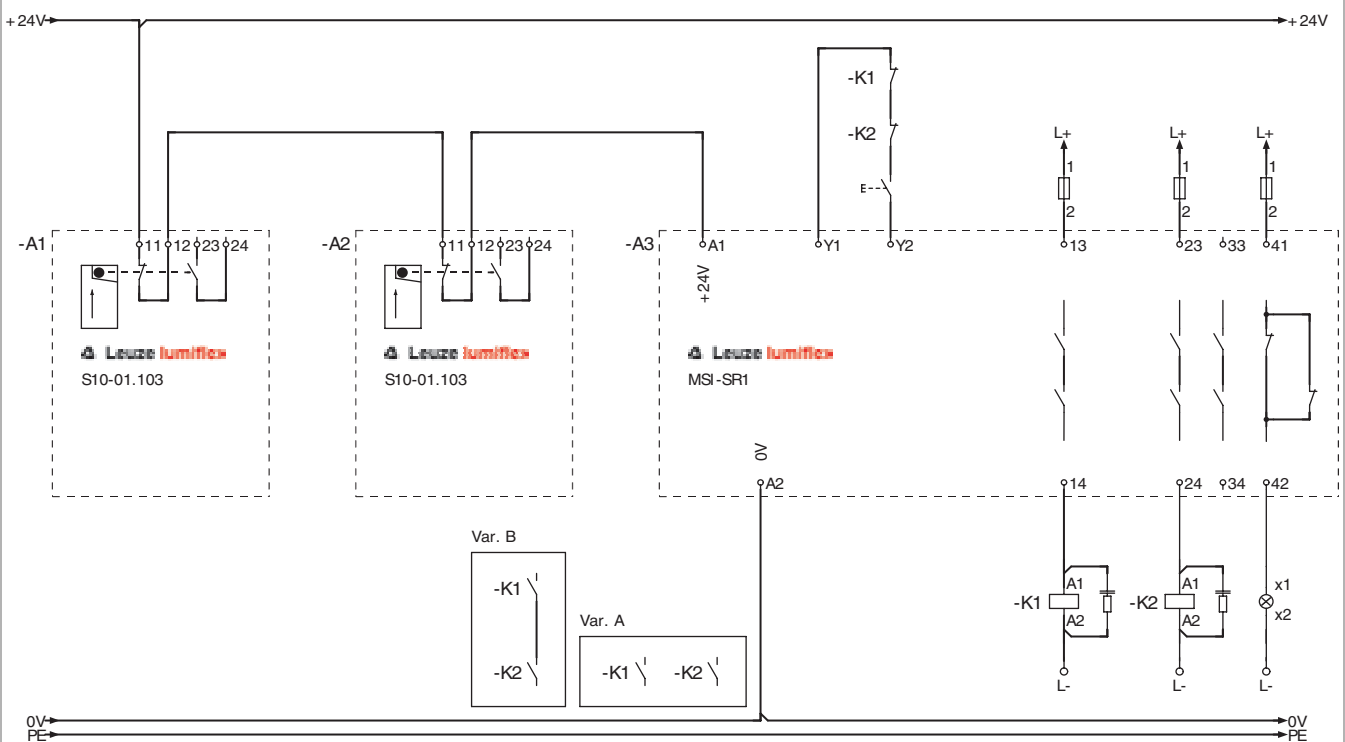 +24V +24V
-K1
-K2
L+ L+ L+
1 1 1
E
2 2 2
-A1 11 12 23 24 -A2 11 12 23 24 -A3 A1 Y1 Y2 13 23 33 41
+24V
Leuze lumiflex Leuze lumiflex Leuze lumiflex
S10-01.103 S10-01.103 MSI-SR1
0V
A2 14 24 34 42
Var. B
-K1
-K2
Var. A
-K1 -K2
-K1 A1 A2
-K2 A1 A2
x1
x2
L- L- L-
0V 0V
PE PE